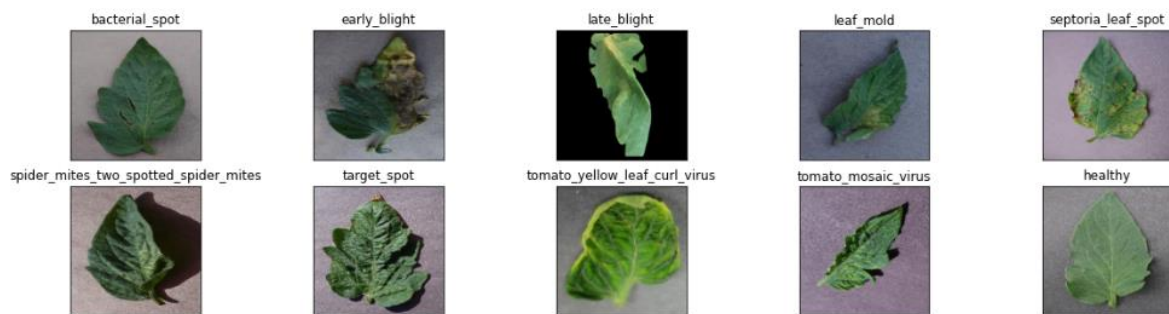 bacterial_spot
early_blight
late_blight
leaf_mold
septoria_leaf_spot
spider_mites_two_spotted_spider_mites
target_spot
tomato_yellow_leaf_curl_virus
tomato_mosaic_virus
healthy